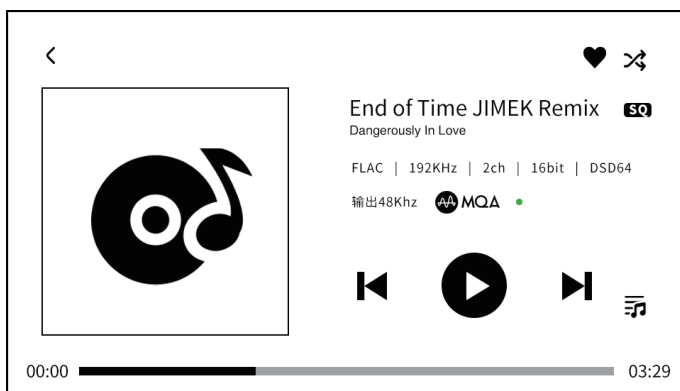 End of Time JIMEK Remix SQ
Dangerously In Love
FLAC | 192KHz | 2ch | 16bit | DSD64
输出48Khz MQA
00:00 03:29